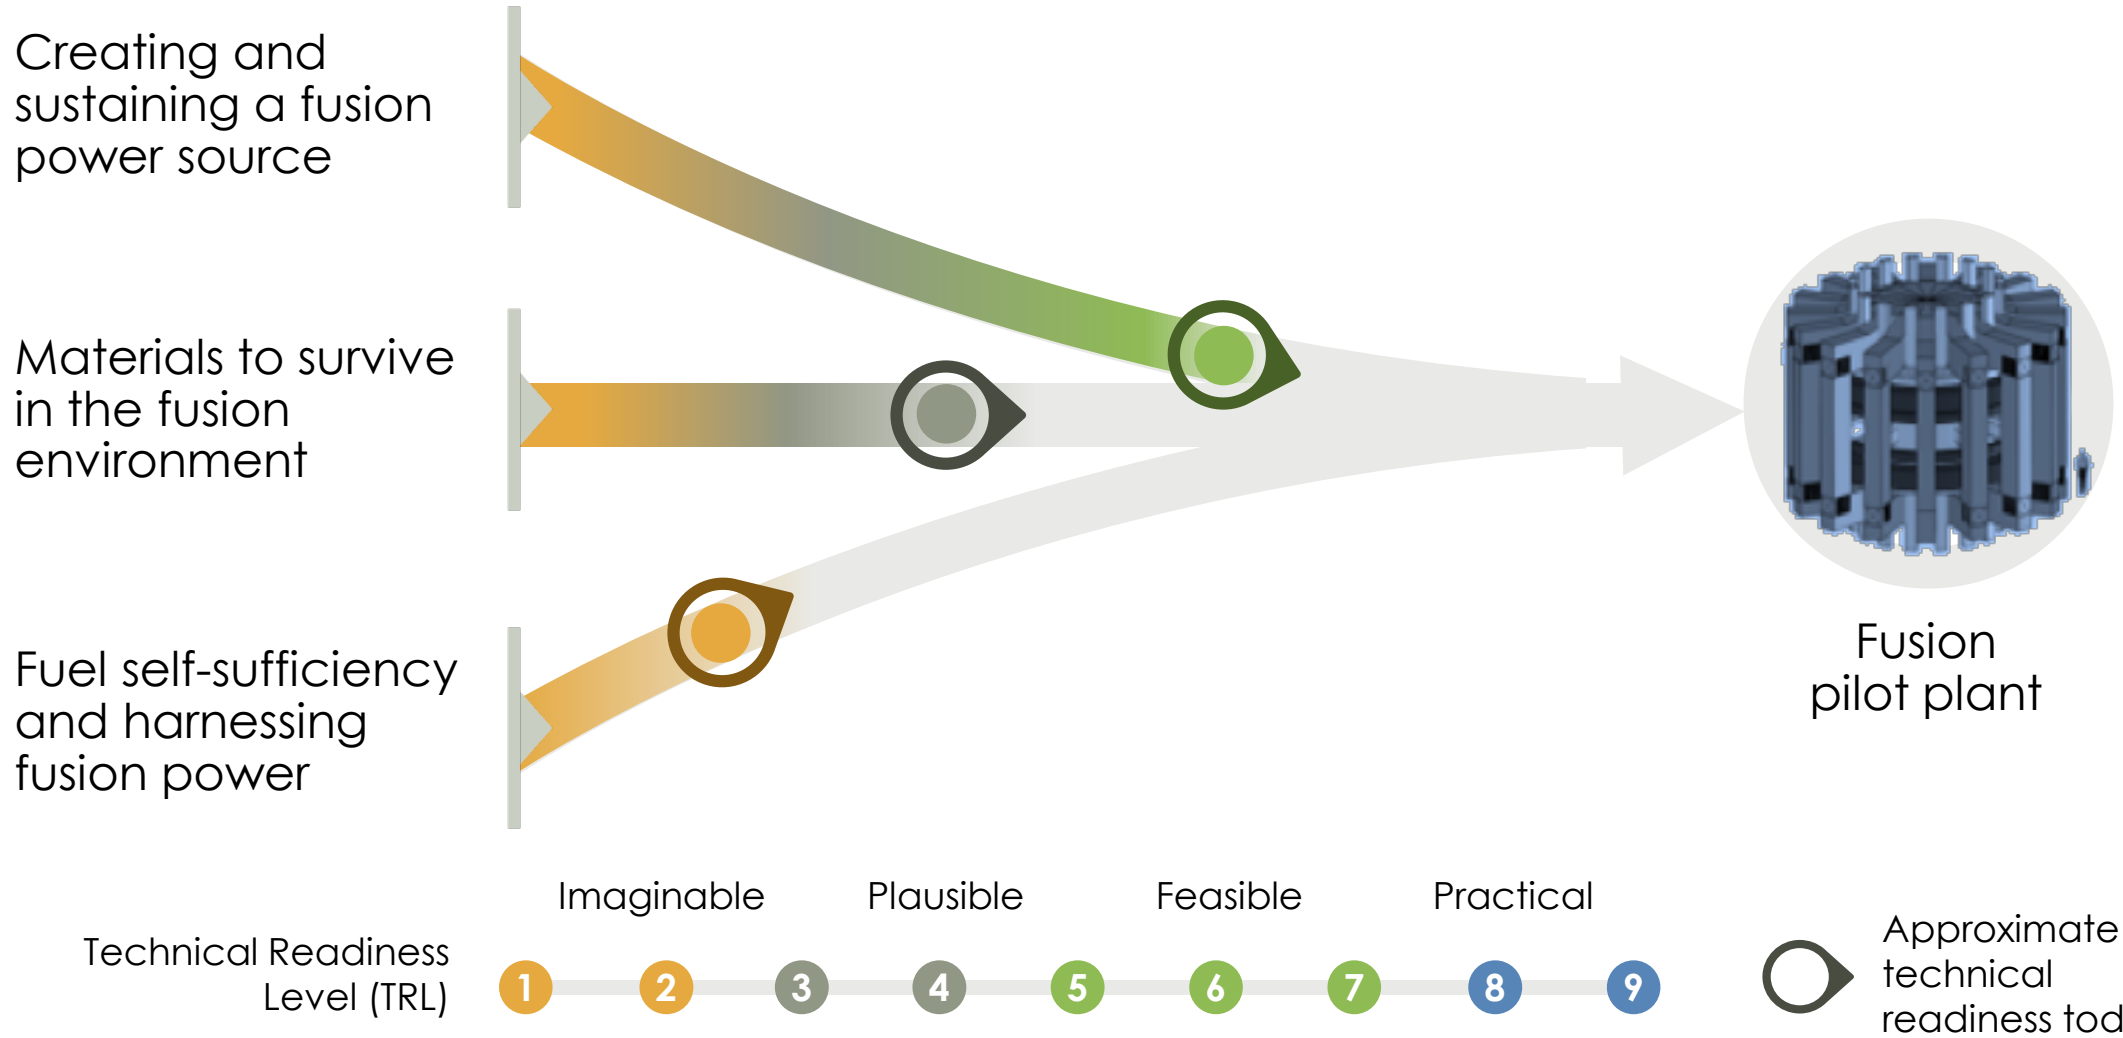 Creating and
sustaining a fusion
power source
Materials to survive
in the fusion
environment
Fuel self-sufficiency
and harnessing
fusion power
Fusion
pilot plant
Imaginable Plausible Feasible Practical
Technical Readiness
Level (TRL)
1 2 3 4 5 6 7 8 9
Approximate
technical
readiness tod